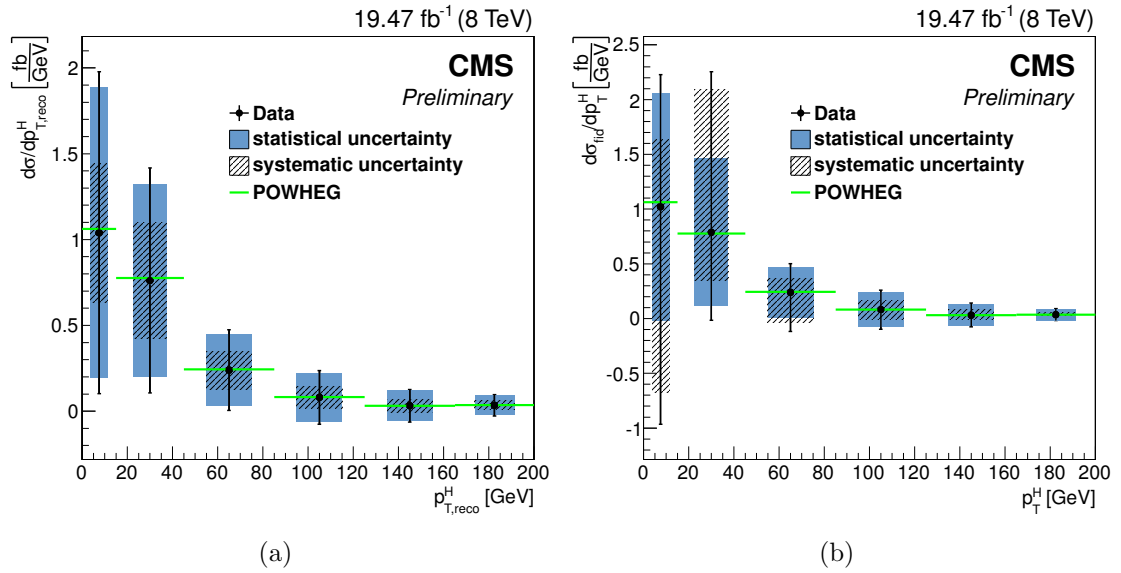 19.47 fb⁻¹ (8 TeV)
dσ/dp^H_{T,reco} [fb/GeV]
CMS
Preliminary
Data
statistical uncertainty
systematic uncertainty
POWHEG
2
1.5
1
0.5
0
0 20 40 60 80 100 120 140 160 180 200
p^H_{T,reco} [GeV]
(a)
19.47 fb⁻¹ (8 TeV)
dσ_{fid}/dp^H_T [fb/GeV]
CMS
Preliminary
Data
statistical uncertainty
systematic uncertainty
POWHEG
2.5
2
1.5
1
0.5
0
-0.5
-1
0 20 40 60 80 100 120 140 160 180 200
p^H_T [GeV]
(b)